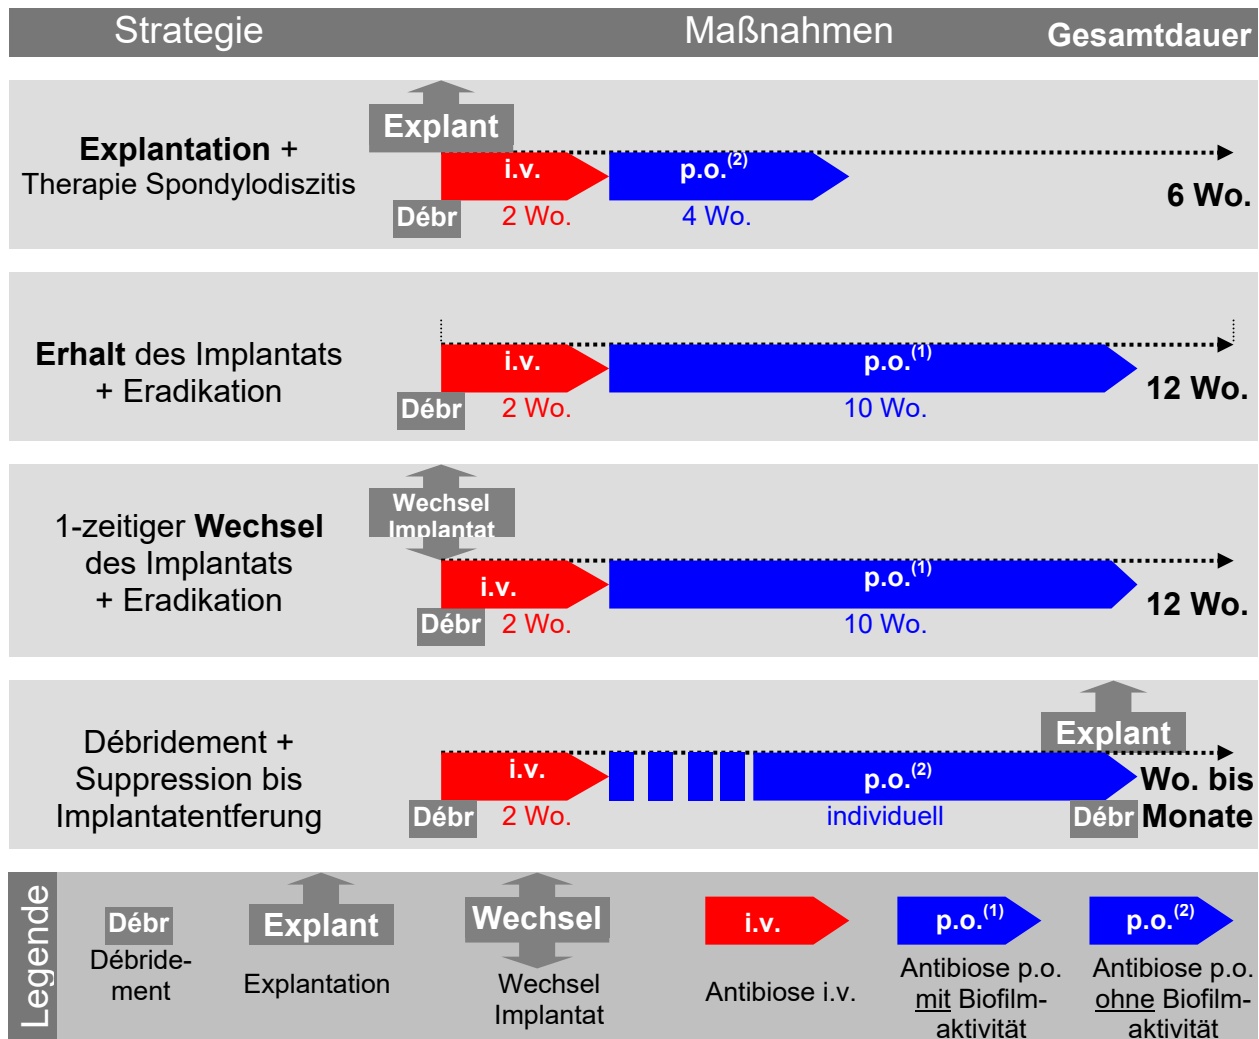 Strategie Maßnahmen Gesamtdauer
Explant
Explantation +
Therapie Spondylodiszitis
i.v. p.o.(2)
Débr 2 Wo. 4 Wo. 6 Wo.
Erhalt des Implantats
+ Eradikation
i.v. p.o.(1)
Débr 2 Wo. 10 Wo. 12 Wo.
Wechsel
Implantat
1-zeitiger Wechsel
des Implantats
+ Eradikation
i.v. p.o.(1)
Débr 2 Wo. 10 Wo. 12 Wo.
Explant
Débridement +
Suppression bis
Implantatentferung
i.v. p.o.(2)
Débr 2 Wo. individuell Débr
Wo. bis
Monate
Legende
Débr
Débride-
ment
Explant
Explantation
Wechsel
Wechsel
Implantat
i.v.
Antibiose i.v.
p.o.(1)
Antibiose p.o.
mit Biofilm-
aktivität
p.o.(2)
Antibiose p.o.
ohne Biofilm-
aktivität